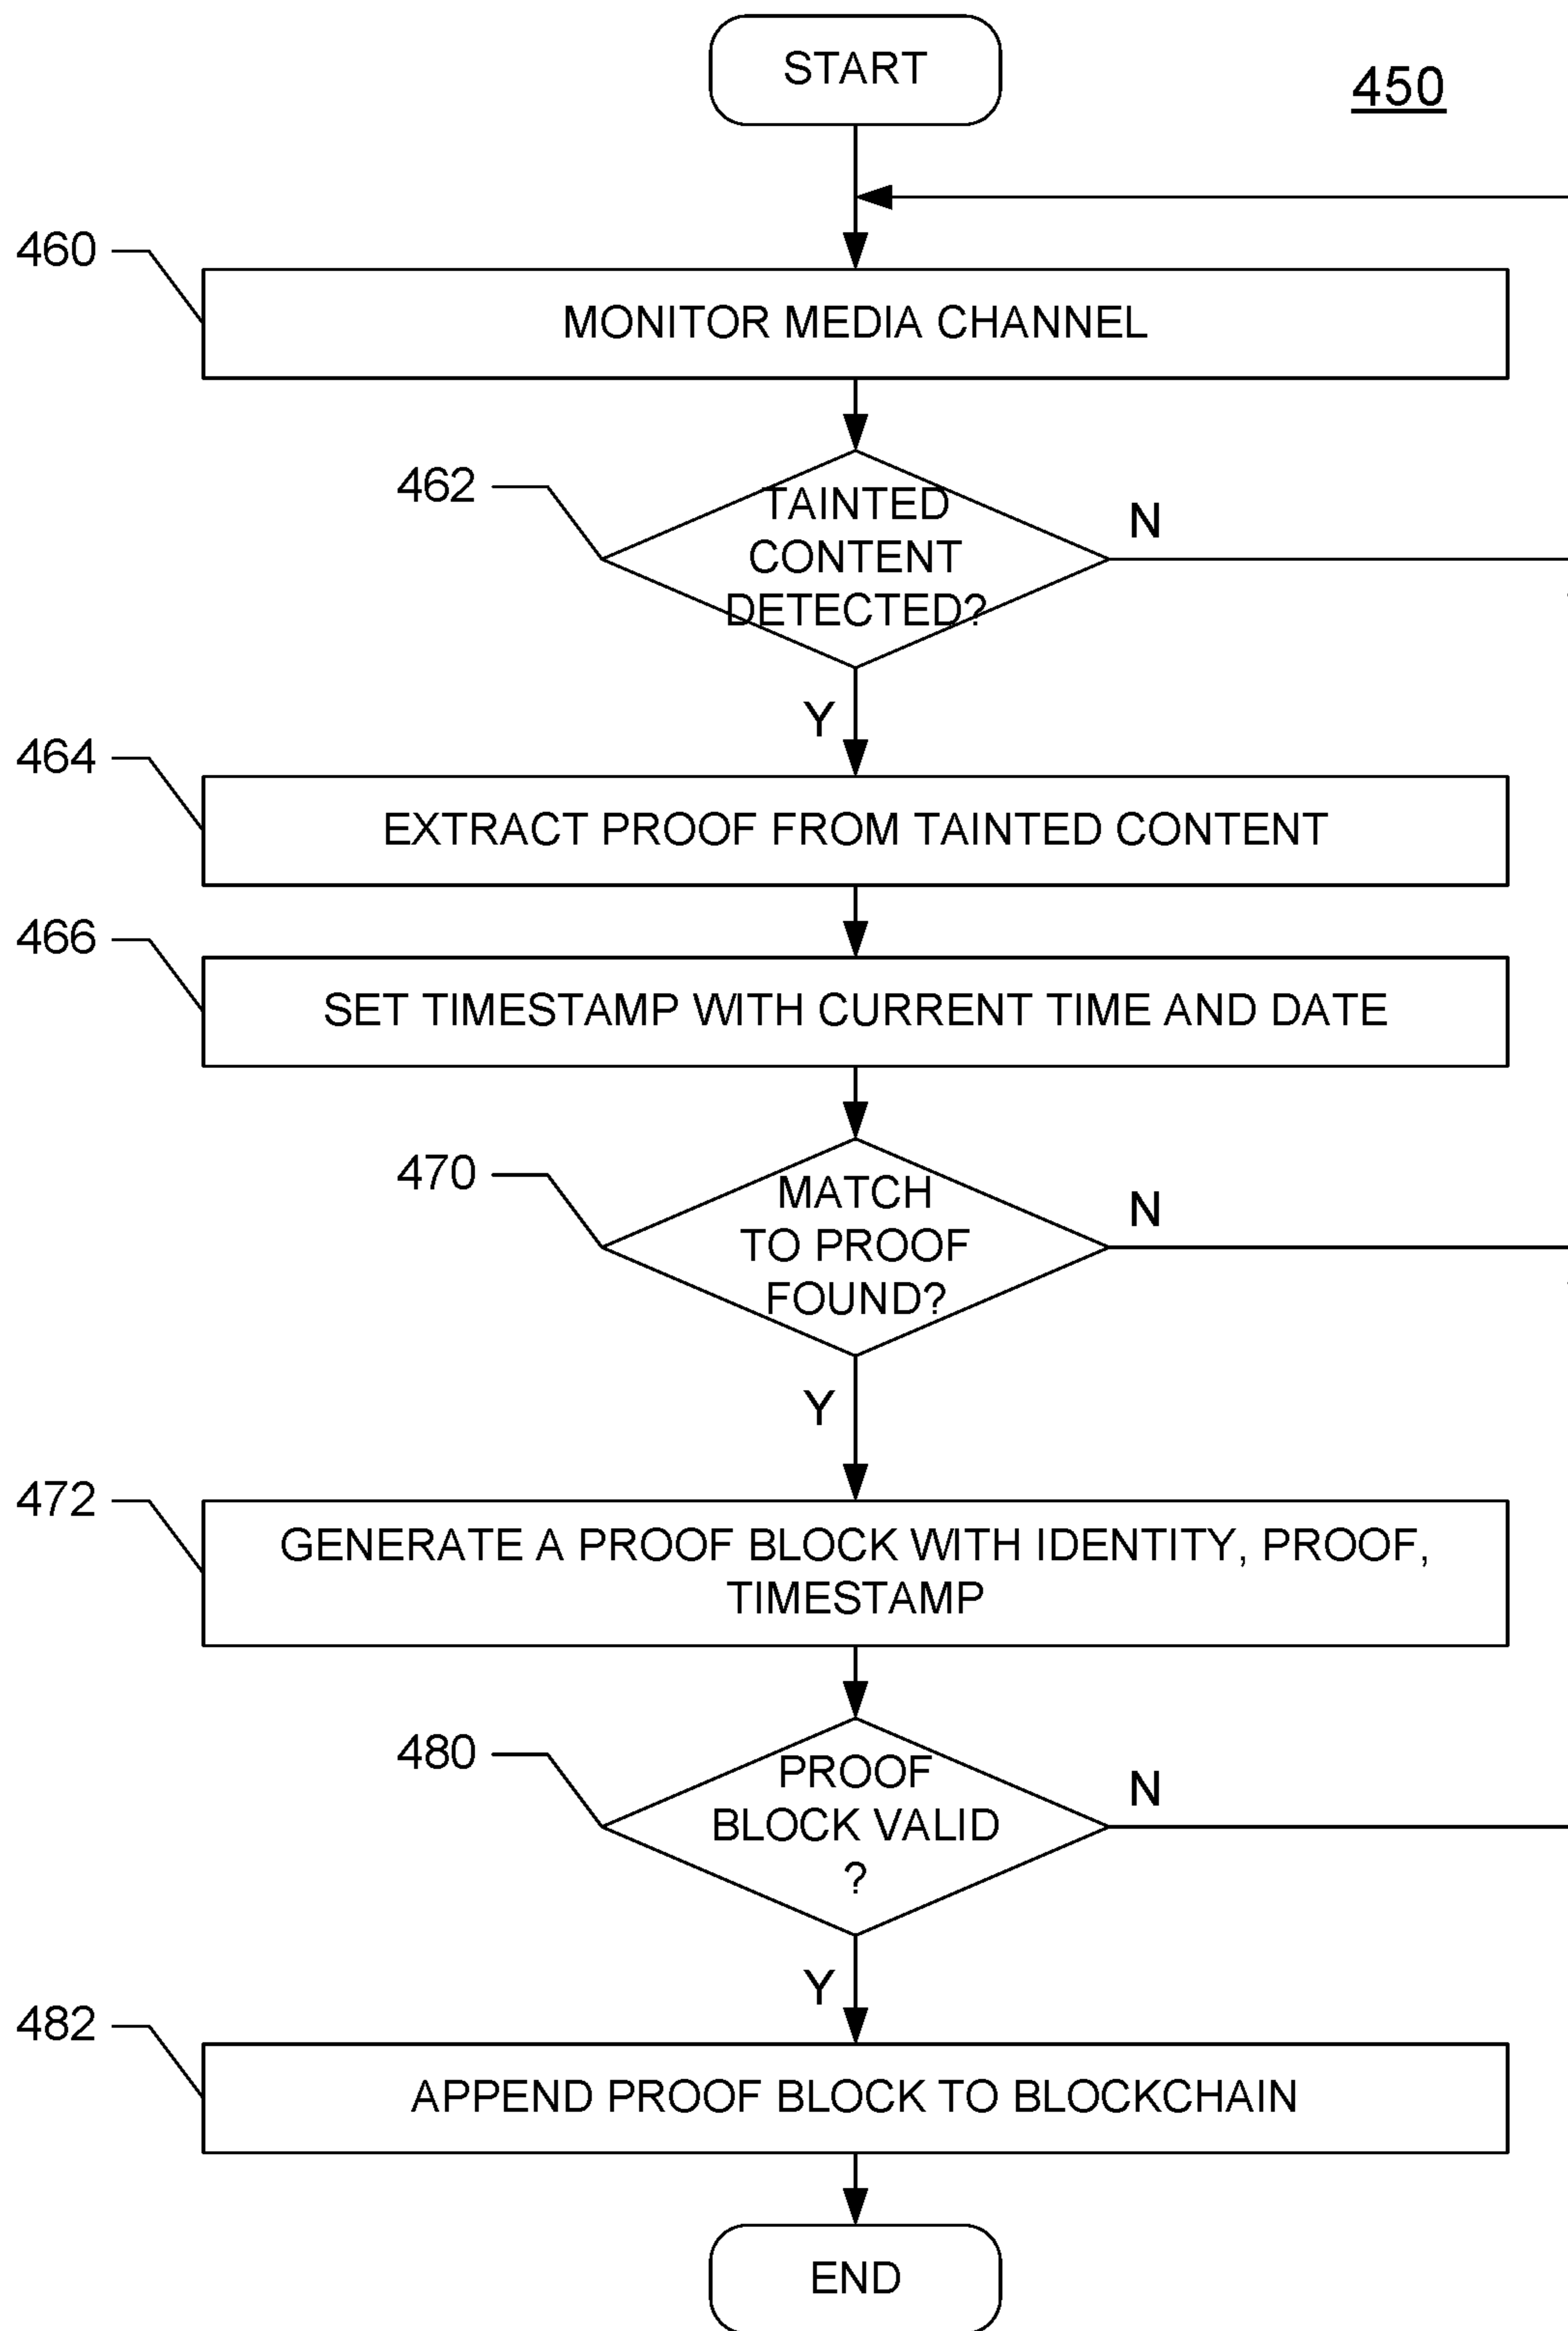 START
450
460
MONITOR MEDIA CHANNEL
462
TAINTED
CONTENT
DETECTED?
N
Y
464
EXTRACT PROOF FROM TAINTED CONTENT
466
SET TIMESTAMP WITH CURRENT TIME AND DATE
470
MATCH
TO PROOF
FOUND?
N
Y
472
GENERATE A PROOF BLOCK WITH IDENTITY, PROOF,
TIMESTAMP
480
PROOF
BLOCK VALID
?
N
Y
482
APPEND PROOF BLOCK TO BLOCKCHAIN
END